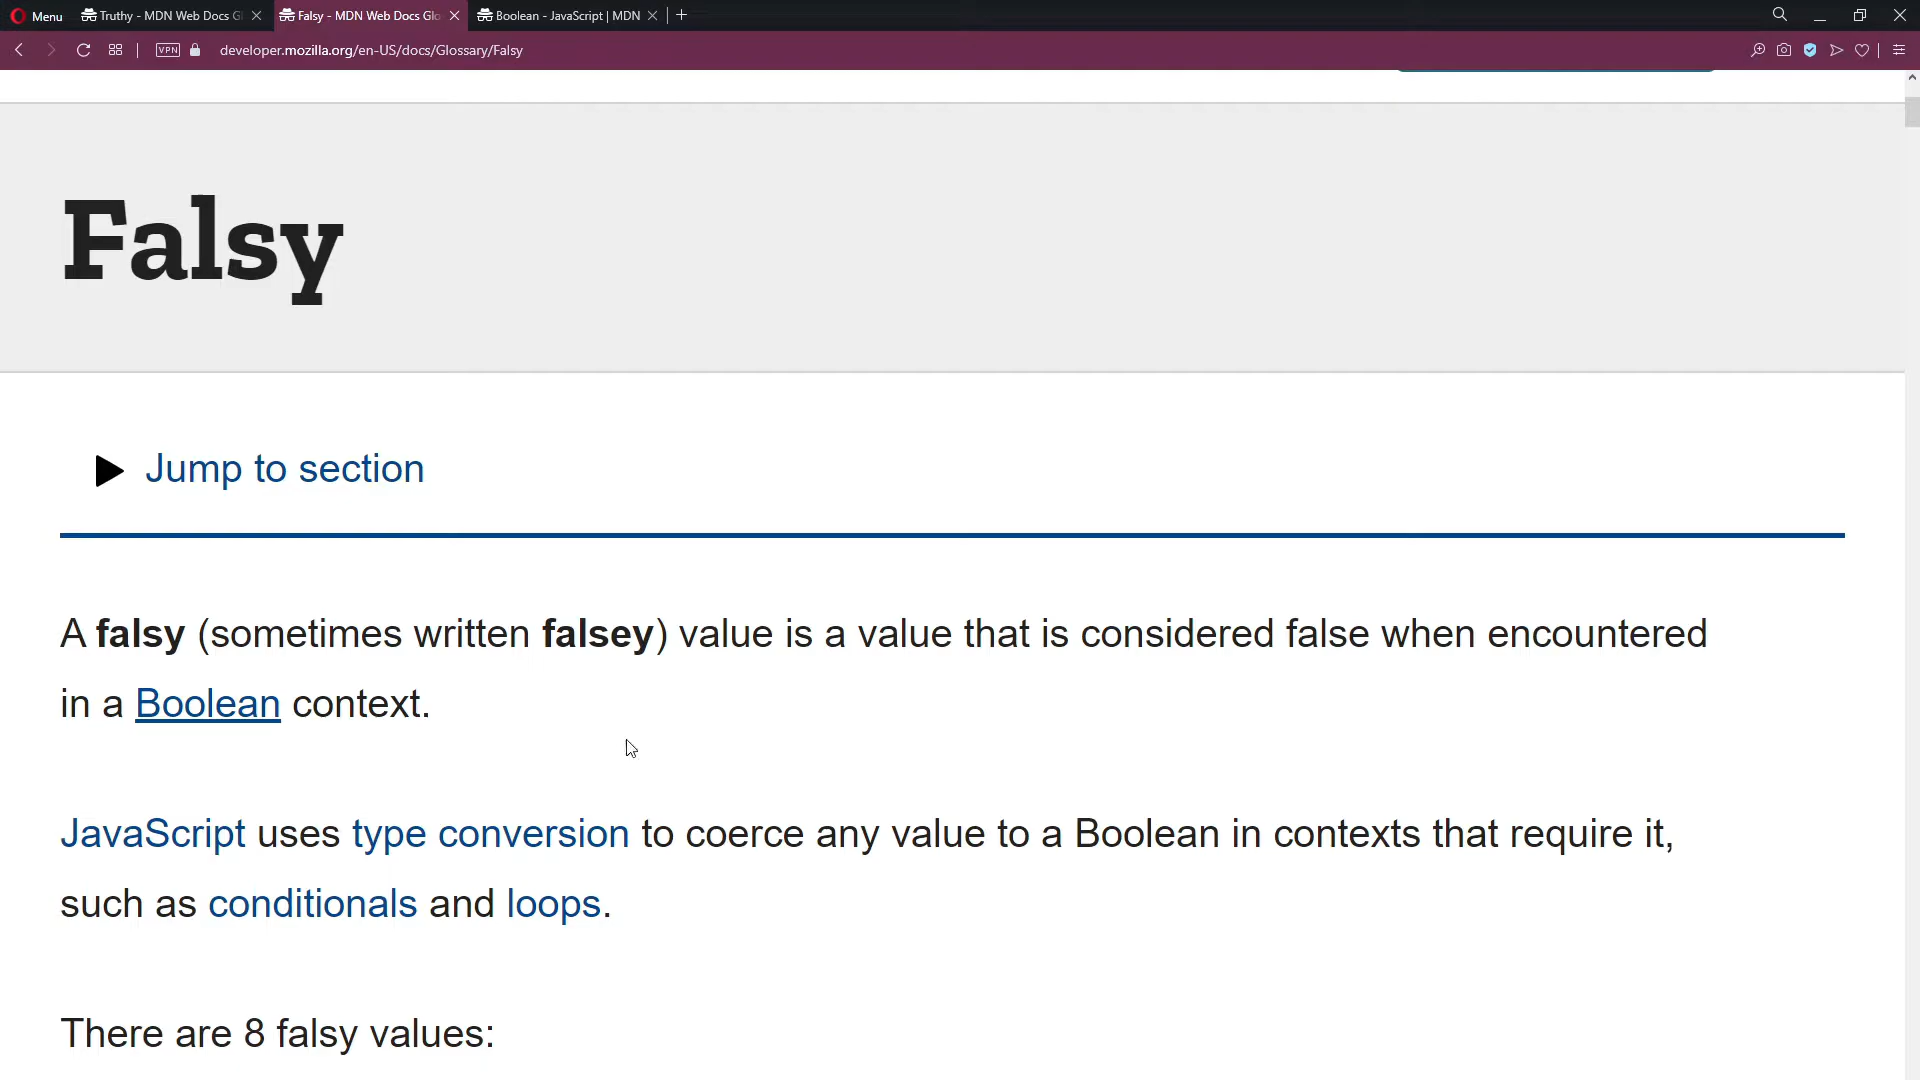 Menu
Truthy - MDN Web Docs Gl
Falsy - MDN Web Docs Glo
Boolean - JavaScript | MDN
VPN
developer.mozilla.org/en-US/docs/Glossary/Falsy
Falsy
Jump to section
A falsy (sometimes written falsey) value is a value that is considered false when encountered
in a Boolean context.
JavaScript uses type conversion to coerce any value to a Boolean in contexts that require it,
such as conditionals and loops.
There are 8 falsy values: